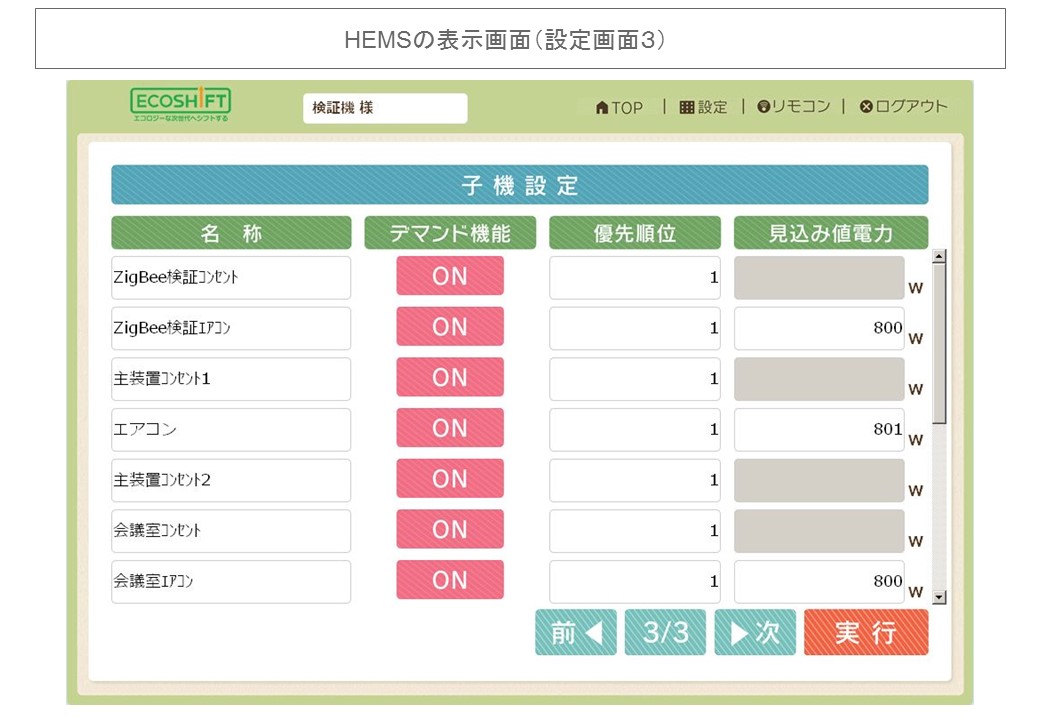 HEMSの表示画面（設定画面３）
ECOSHIFT
エコロジーな次世代へシフトする
検証機 様
TOP | 設定 | リモコン | ログアウト
子機設定
名 称 デマンド機能 優先順位 見込み値電力
ZigBee検証ｺﾝｾﾝﾄ ON 1 W
ZigBee検証ｴｱｺﾝ ON 1 800 W
主装置ｺﾝｾﾝﾄ1 ON 1 W
エアコン ON 1 801 W
主装置ｺﾝｾﾝﾄ2 ON 1 W
会議室ｺﾝｾﾝﾄ ON 1 W
会議室ｴｱｺﾝ ON 1 800 W
前◀ 3/3 ▶次 実行